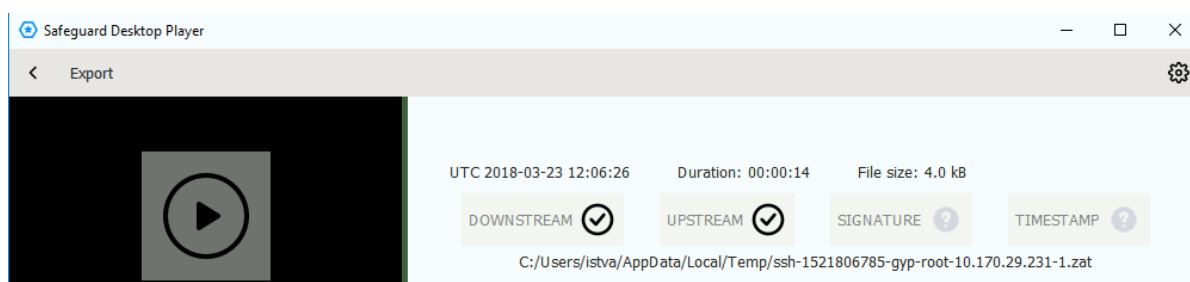 Safeguard Desktop Player
Export
UTC 2018-03-23 12:06:26 Duration: 00:00:14 File size: 4.0 kB
DOWNSTREAM UPSTREAM SIGNATURE ? TIMESTAMP ?
C:/Users/istva/AppData/Local/Temp/ssh-1521806785-gyp-root-10.170.29.231-1.zat